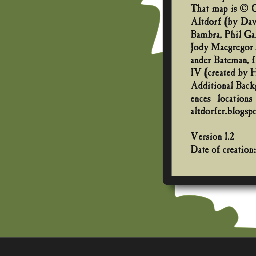 That map is ©
Altdorf (by Dav
Bambra, Phil Ga
Jody Macgregor
ander Bateman, f
IV (created by H
Additional Back
ences locations
altdorfer.blogspo
Version 1.2
Date of creation: